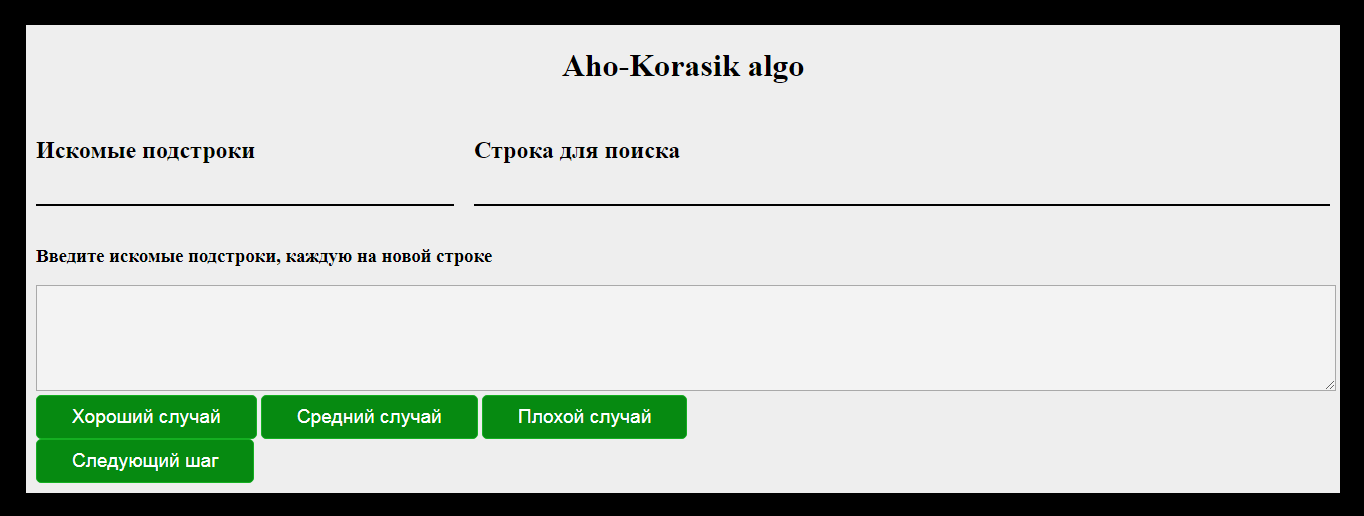 Aho-Korasik algo
Искомые подстроки
Строка для поиска
Введите искомые подстроки, каждую на новой строке
Хороший случай
Средний случай
Плохой случай
Следующий шаг